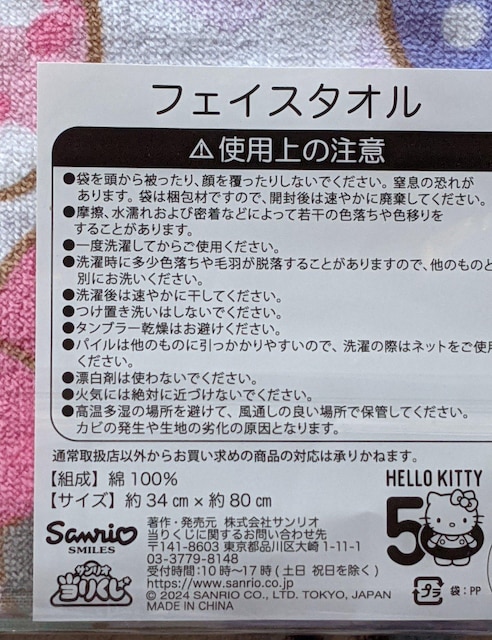 フェイスタオル
⚠使用上の注意
●袋を頭から被ったり、顔を覆ったりしないでください。窒息の恐れが
あります。袋は梱包材ですので、開封後は速やかに廃棄してください。
●摩擦、水濡れおよび密着などによって若干の色落ちや色移りを
することがあります。
●一度洗濯してからご使用ください。
●洗濯時に多少色落ちや毛羽が脱落することがありますので、他のものと
別にお洗いください。
●洗濯後は速やかに干してください。
●つけ置き洗いはしないでください。
●タンブラー乾燥はお避けください。
●パイルは他のものに引っかかりやすいので、洗濯の際はネットをご使用
ください。
●漂白剤は使わないでください。
●火気には絶対に近づけないでください。
●高温多湿の場所を避けて、風通しの良い場所で保管してください。
カビの発生や生地の劣化の原因となります。
通常取扱店以外からお買い求めの商品の対応は承りかねます。
【組成】綿 100%
【サイズ】約 34 cm × 約 80 cm
HELLO KITTY
50
Sanrio
SMILES
サンリオ
当りくじ
著作・発売元 株式会社サンリオ
当りくじに関するお問い合わせ先
〒141-8603 東京都品川区大崎 1-11-1
03-3779-8148
受付時間:10 時〜17 時 (土日 祝日を除く)
https://www.sanrio.co.jp
© 2024 SANRIO CO., LTD. TOKYO, JAPAN
MADE IN CHINA
プラ
袋:PP